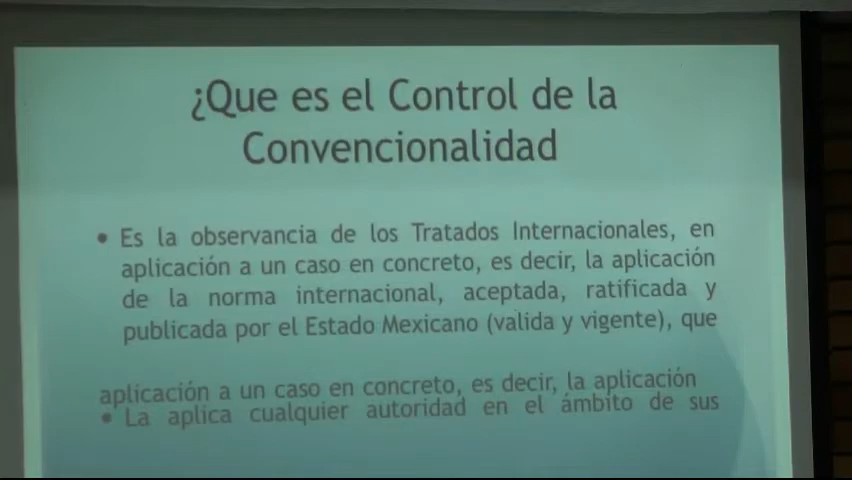 ¿Que es el Control de la
Convencionalidad
• Es la observancia de los Tratados Internacionales, en
aplicación a un caso en concreto, es decir, la aplicación
de la norma internacional, aceptada, ratificada y
publicada por el Estado Mexicano (valida y vigente), que
aplicación a un caso en concreto, es decir, la aplicación
• La aplica cualquier autoridad en el ámbito de sus